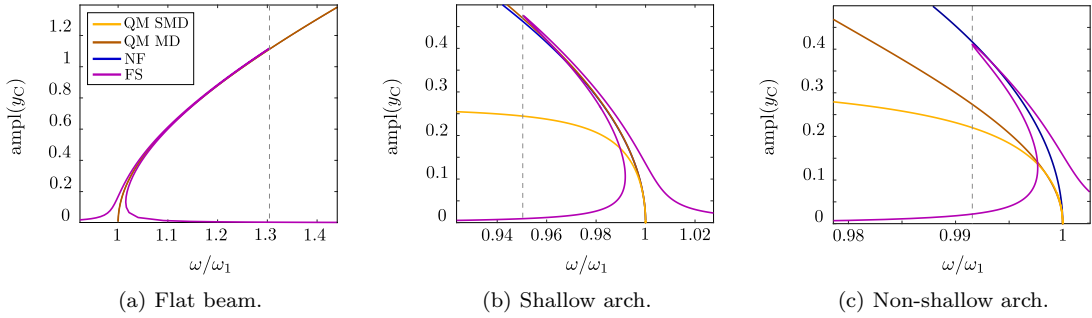 QM SMD
QM MD
NF
FS
ampl(y_C)
0
0.2
0.4
0.6
0.8
1
1.2
1 1.1 1.2 1.3 1.4
ω/ω₁
(a) Flat beam.
ampl(y_C)
0
0.1
0.2
0.3
0.4
0.94 0.96 0.98 1 1.02
ω/ω₁
(b) Shallow arch.
ampl(y_C)
0
0.1
0.2
0.3
0.4
0.98 0.99 1
ω/ω₁
(c) Non-shallow arch.